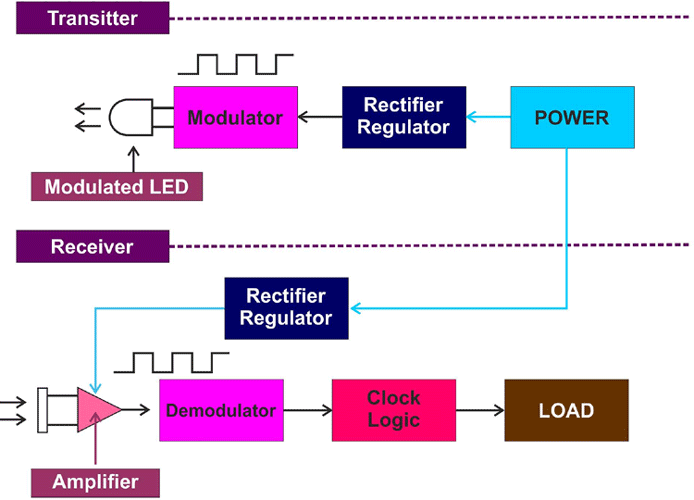 Transitter
Modulator
Rectifier
Regulator
POWER
Modulated LED
Receiver
Rectifier
Regulator
Demodulator
Clock
Logic
LOAD
Amplifier